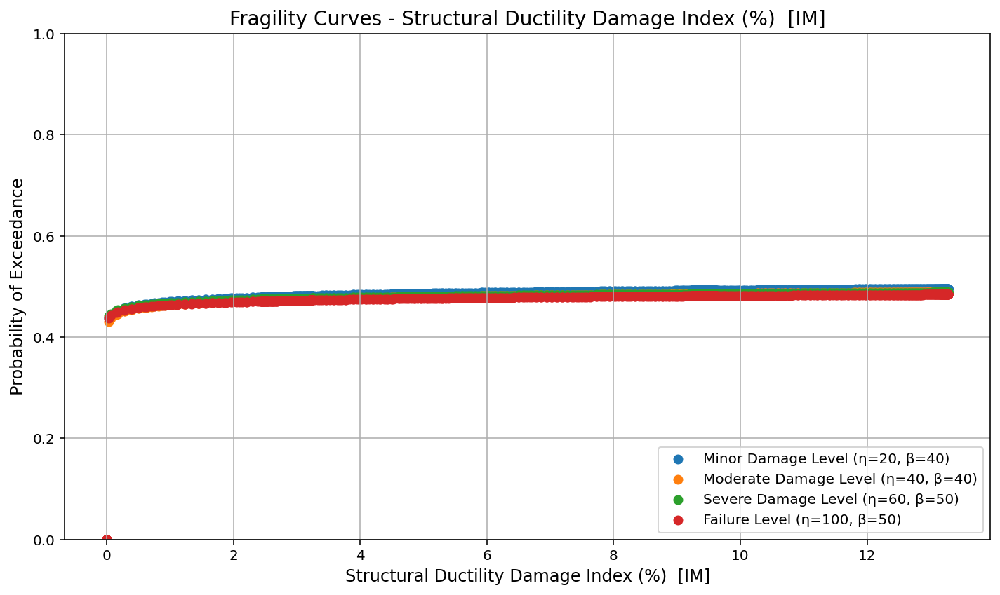 Fragility Curves - Structural Ductility Damage Index (%) [IM]
1.0
0.8
0.6
0.4
0.2
0.0
Probability of Exceedance
0 2 4 6 8 10 12
Structural Ductility Damage Index (%) [IM]
Minor Damage Level (η=20, β=40)
Moderate Damage Level (η=40, β=40)
Severe Damage Level (η=60, β=50)
Failure Level (η=100, β=50)